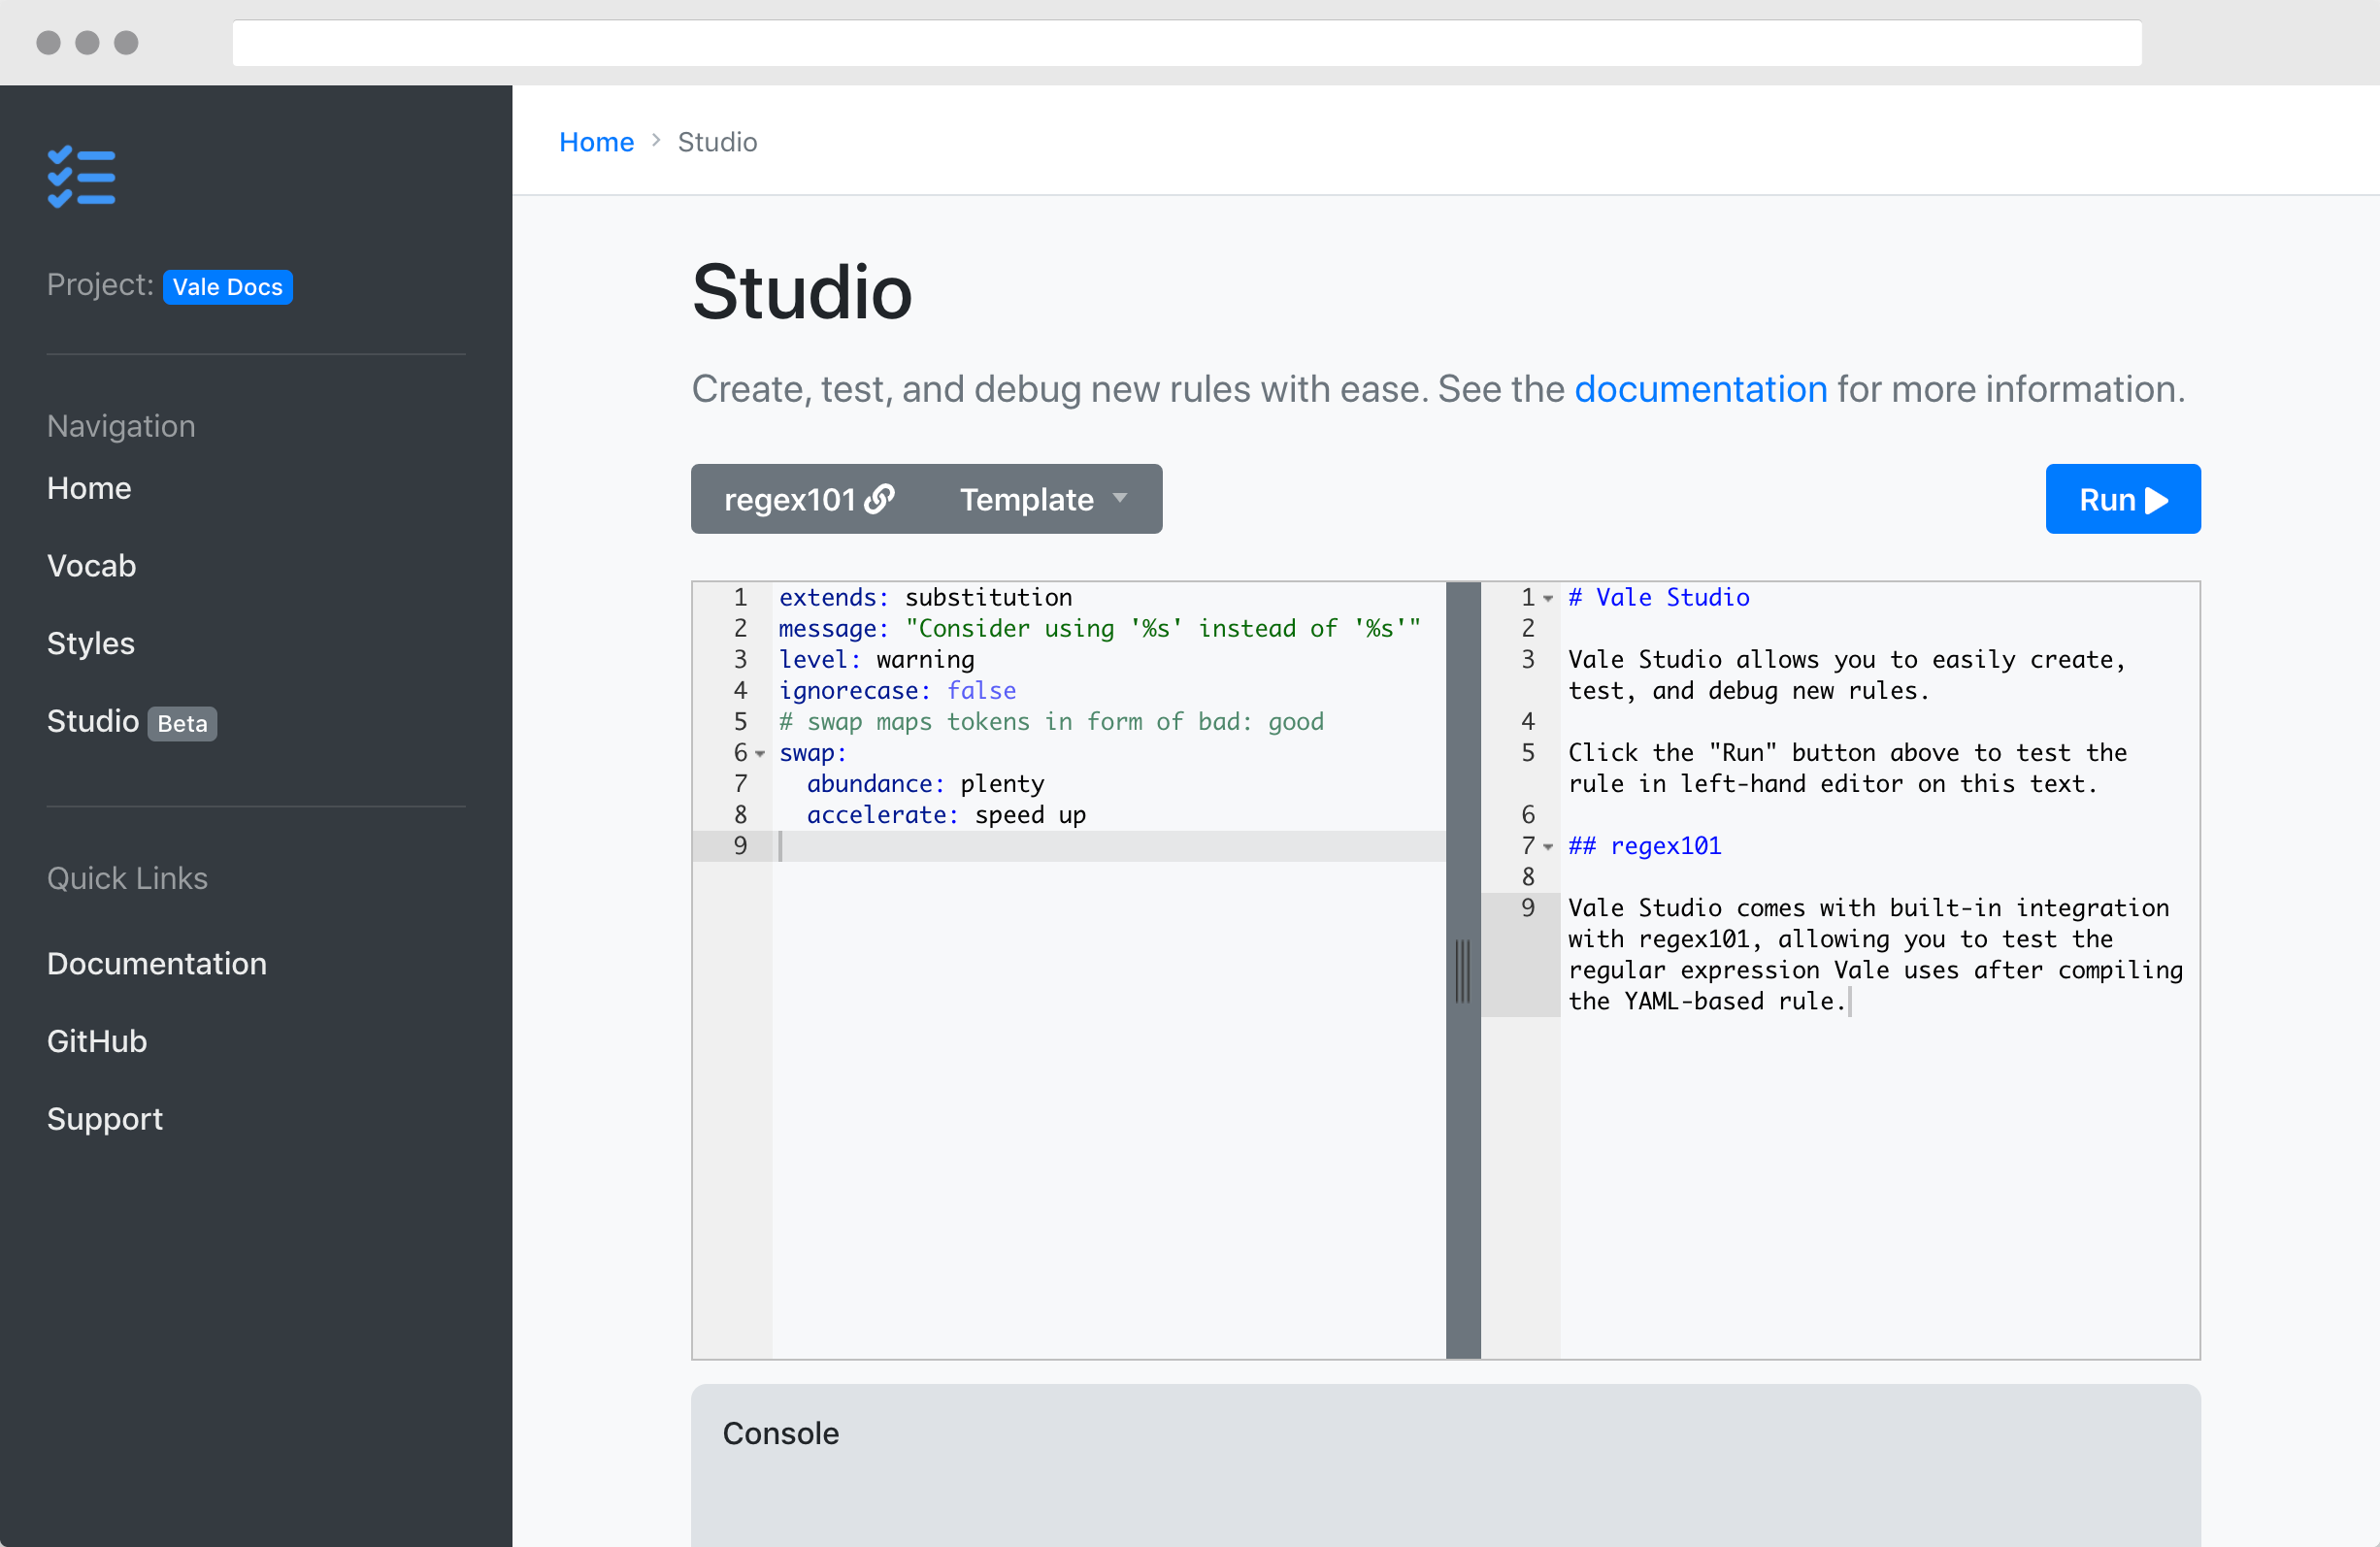 Home > Studio
Project: Vale Docs
Navigation
Home
Vocab
Styles
Studio Beta
Quick Links
Documentation
GitHub
Support
Studio
Create, test, and debug new rules with ease. See the documentation for more information.
regex101 Template
Run
1 extends: substitution
2 message: "Consider using '%s' instead of '%s'"
3 level: warning
4 ignorecase: false
5 # swap maps tokens in form of bad: good
6 swap:
7   abundance: plenty
8   accelerate: speed up
9
1 # Vale Studio
2
3 Vale Studio allows you to easily create,
test, and debug new rules.
4
5 Click the "Run" button above to test the
rule in left-hand editor on this text.
6
7 ## regex101
8
9 Vale Studio comes with built-in integration
with regex101, allowing you to test the
regular expression Vale uses after compiling
the YAML-based rule.
Console